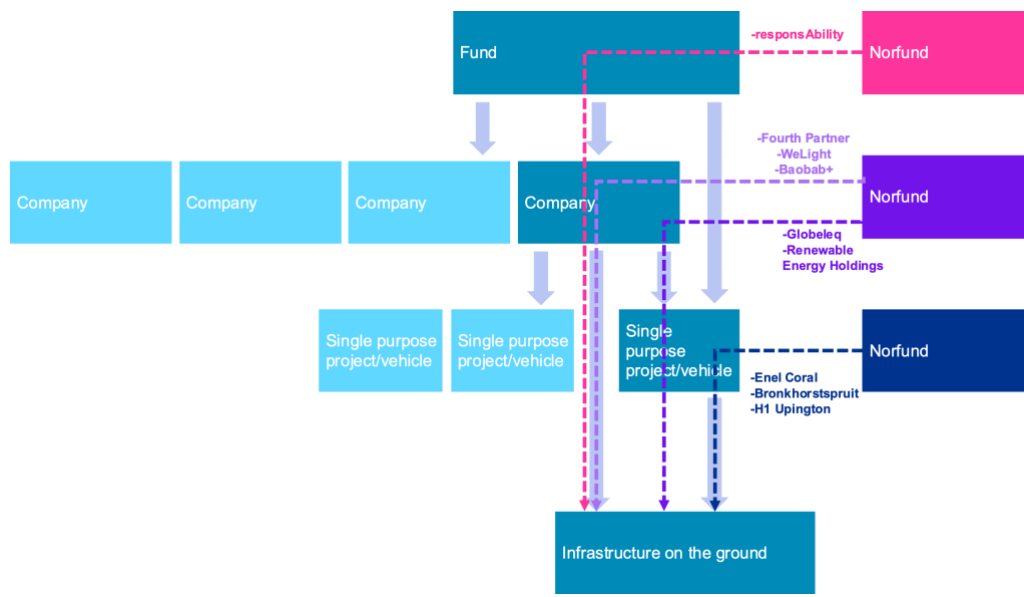 Fund
-responsAbility
Norfund
-Fourth Partner
-WeLight
-Baobab+
Company
Company
Company
Company
Norfund
-Globeleq
-Renewable
Energy Holdings
Single purpose
project/vehicle
Single purpose
project/vehicle
Single
purpose
project/vehicle
Norfund
-Enel Coral
-Bronkhorstspruit
-H1 Upington
Infrastructure on the ground